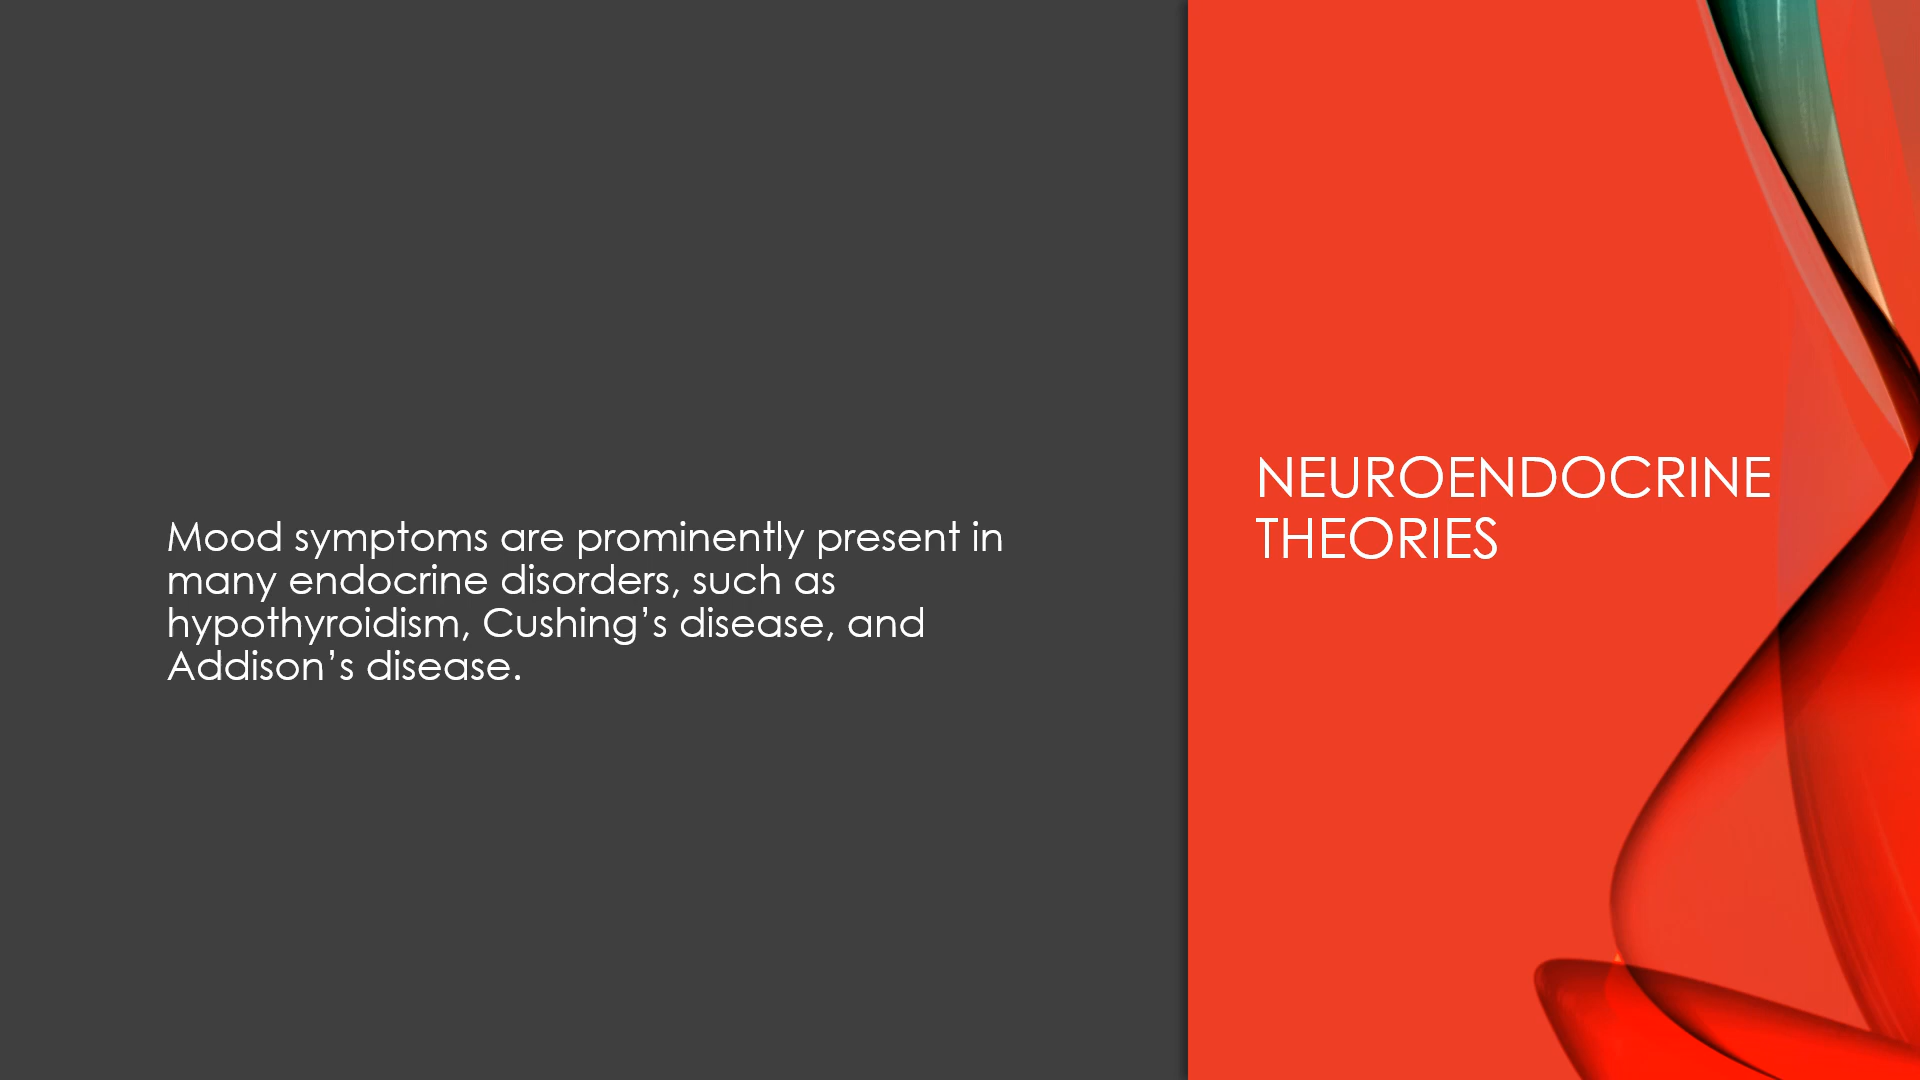 Mood symptoms are prominently present in
many endocrine disorders, such as
hypothyroidism, Cushing’s disease, and
Addison’s disease.
NEUROENDOCRINE
THEORIES